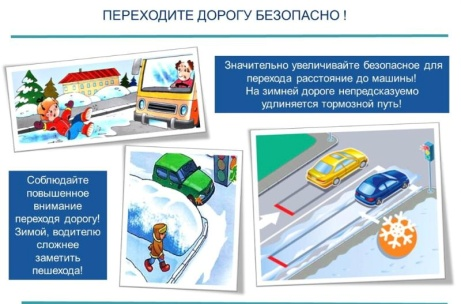 ПЕРЕХОДИТЕ ДОРОГУ БЕЗОПАСНО !
Значительно увеличивайте безопасное для
перехода расстояние до машины!
На зимней дороге непредсказуемо
удлиняется тормозной путь!
Соблюдайте
повышенное
внимание
переходя дорогу!
Зимой, водителю
сложнее
заметить
пешехода!